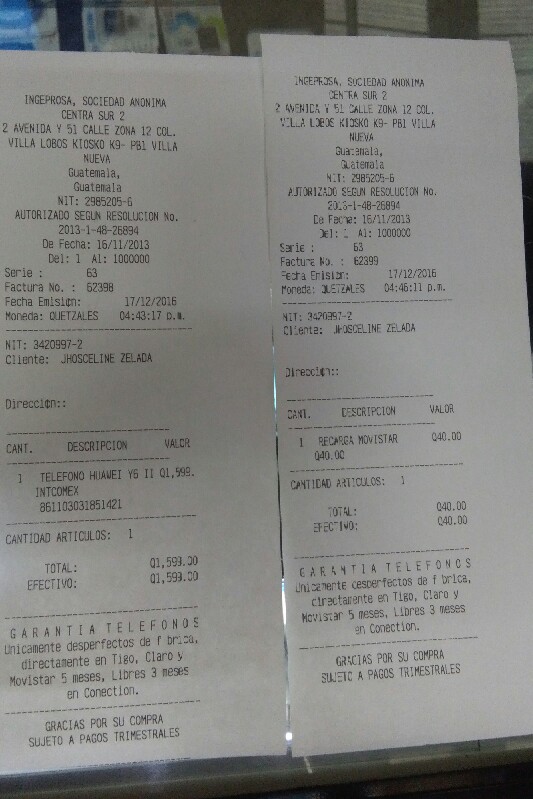 INGEPROSA, SOCIEDAD ANONIMA
CENTRA SUR 2
2 AVENIDA Y 51 CALLE ZONA 12 COL.
VILLA LOBOS KIOSKO K9- PB1 VILLA
NUEVA
Guatemala,
Guatemala
NIT: 2985205-6
AUTORIZADO SEGUN RESOLUCION No.
2013-1-48-26894
De Fecha: 16/11/2013
Del: 1 Al: 1000000
Serie : 63
Factura No. : 62398
Fecha Emision: 17/12/2016
Moneda: QUETZALES 04:43:17 p.m.
NIT: 3420997-2
Cliente: JHOSCELINE ZELADA
Direccion::
CANT. DESCRIPCION VALOR
1 TELEFONO HUAWEI Y6 II Q1,599.
INTCOMEX
861103031851421
CANTIDAD ARTICULOS: 1
TOTAL: Q1,599.00
EFECTIVO: Q1,599.00
G A R A N T I A T E L E F O N O S
Unicamente desperfectos de f brica,
directamente en Tigo, Claro y
Movistar 5 meses, Libres 3 meses
en Conection.
GRACIAS POR SU COMPRA
SUJETO A PAGOS TRIMESTRALES
INGEPROSA, SOCIEDAD ANONIMA
CENTRA SUR 2
2 AVENIDA Y 51 CALLE ZONA 12 COL.
VILLA LOBOS KIOSKO K9- PB1 VILLA
NUEVA
Guatemala,
Guatemala
NIT: 2985205-6
AUTORIZADO SEGUN RESOLUCION No.
2013-1-48-26894
De Fecha: 16/11/2013
Del: 1 Al: 1000000
Serie : 63
Factura No. : 62399
Fecha Emision: 17/12/2016
Moneda: QUETZALES 04:46:11 p.m.
NIT: 3420997-2
Cliente: JHOSCELINE ZELADA
Direccion::
CANT. DESCRIPCION VALOR
1 RECARGA MOVISTAR Q40.00
Q40.00
CANTIDAD ARTICULOS: 1
TOTAL: Q40.00
EFECTIVO: Q40.00
G A R A N T I A T E L E F O N O S
Unicamente desperfectos de f brica,
directamente en Tigo, Claro y
Movistar 5 meses, Libres 3 meses
en Conection.
GRACIAS POR SU COMPRA
SUJETO A PAGOS TRIMESTRALES